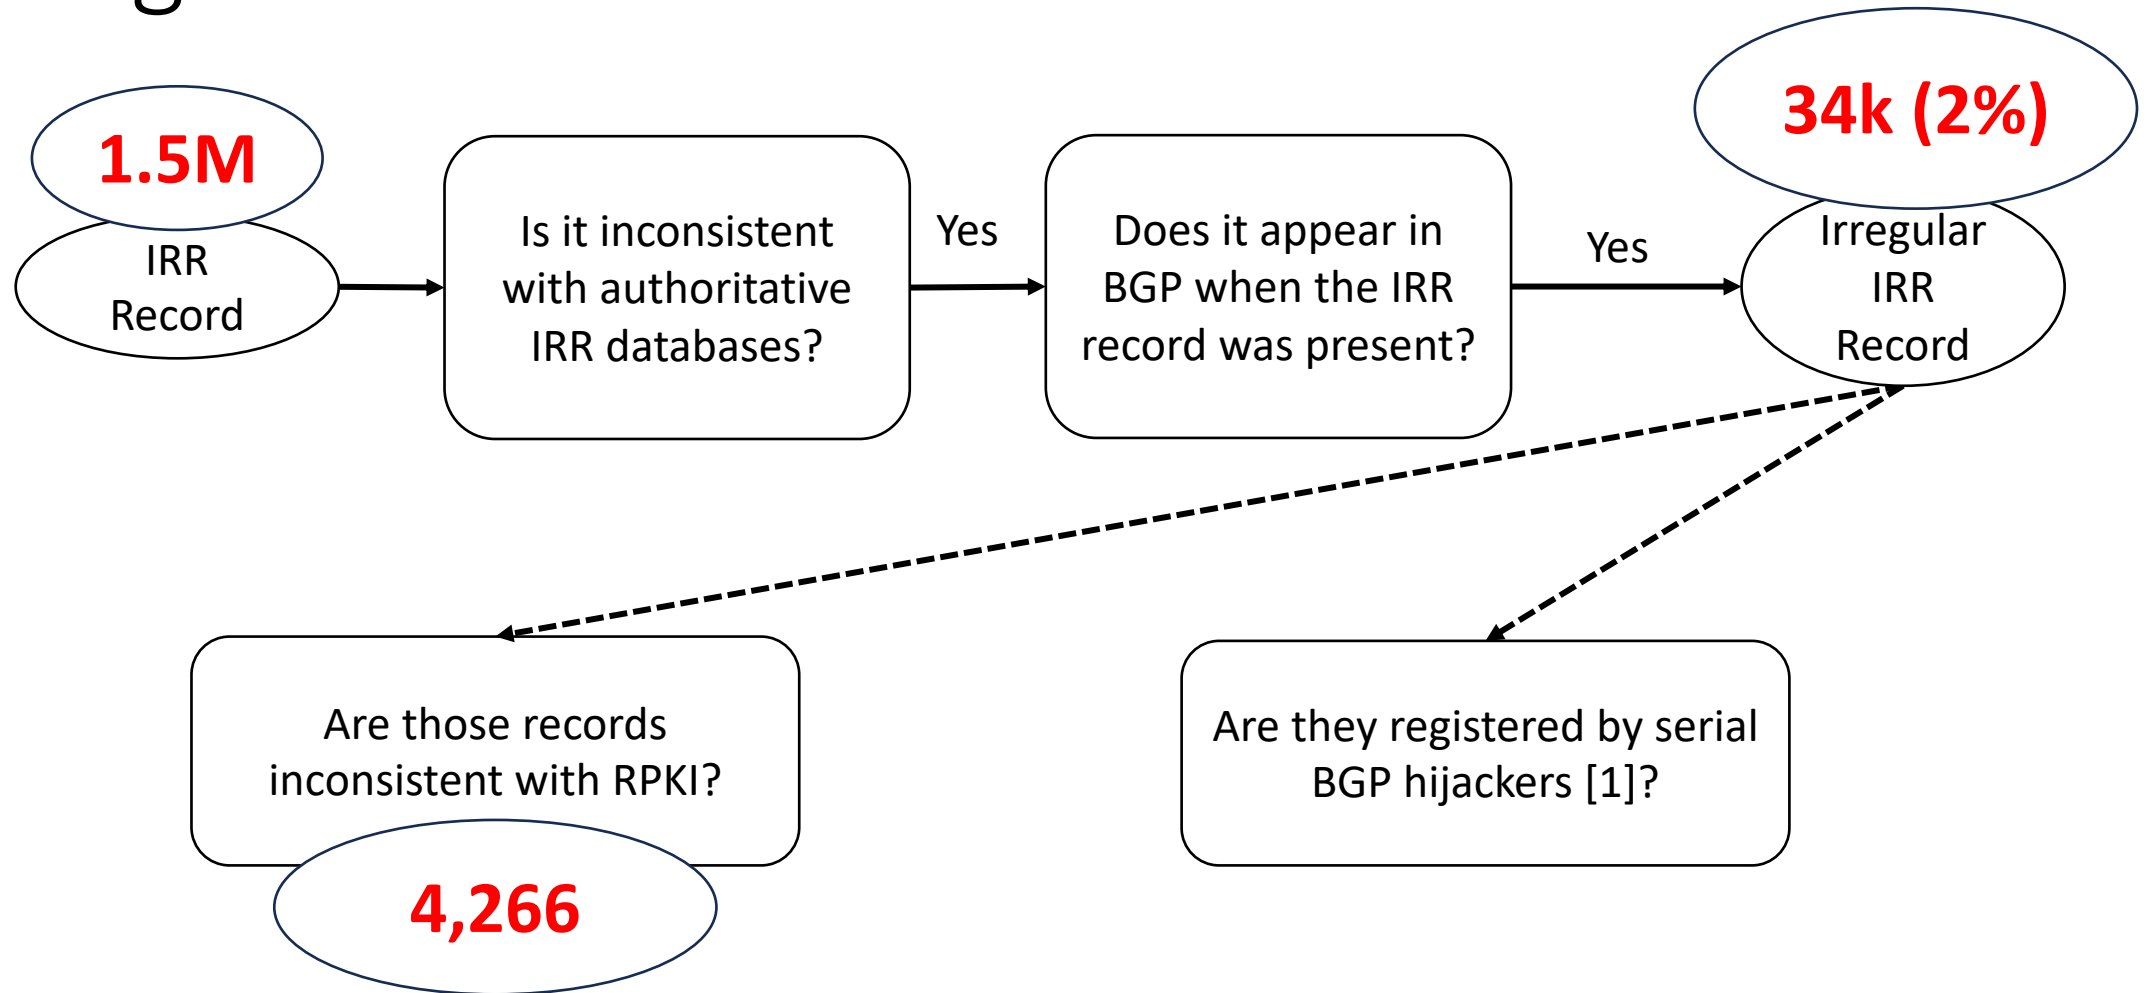 1.5M
IRR
Record
Is it inconsistent
with authoritative
IRR databases?
Yes
Does it appear in
BGP when the IRR
record was present?
Yes
34k (2%)
Irregular
IRR
Record
Are those records
inconsistent with RPKI?
4,266
Are they registered by serial
BGP hijackers [1]?